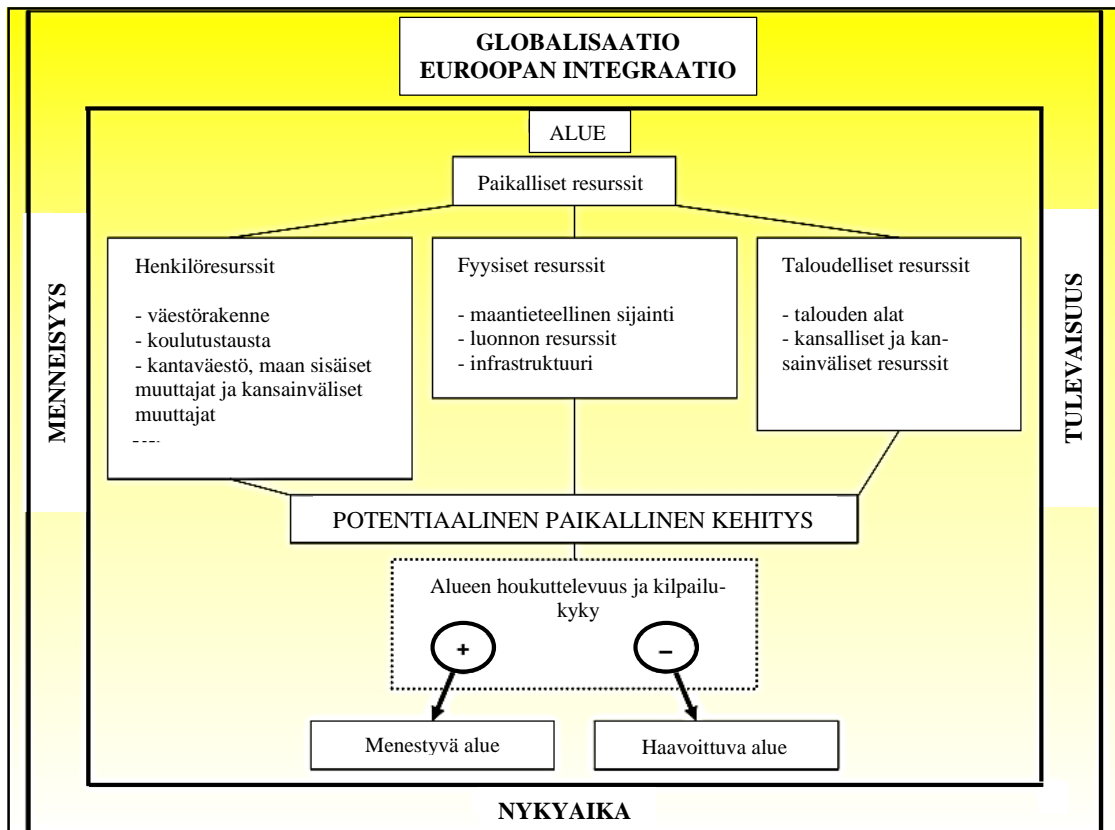 GLOBALISAATIO
EUROOPAN INTEGRAATIO
ALUE
Paikalliset resurssit
MENNEISYYS
Henkilöresurssit
- väestörakenne
- koulutustausta
- kantaväestö, maan sisäiset
muuttajat ja kansainväliset
muuttajat
....
Fyysiset resurssit
- maantieteellinen sijainti
- luonnon resurssit
- infrastruktuuri
Taloudelliset resurssit
- talouden alat
- kansalliset ja kan-
sainväliset resurssit
TULEVAISUUS
POTENTIAALINEN PAIKALLINEN KEHITYS
Alueen houkuttelevuus ja kilpailu-
kyky
+
–
Menestyvä alue
Haavoittuva alue
NYKYAIKA